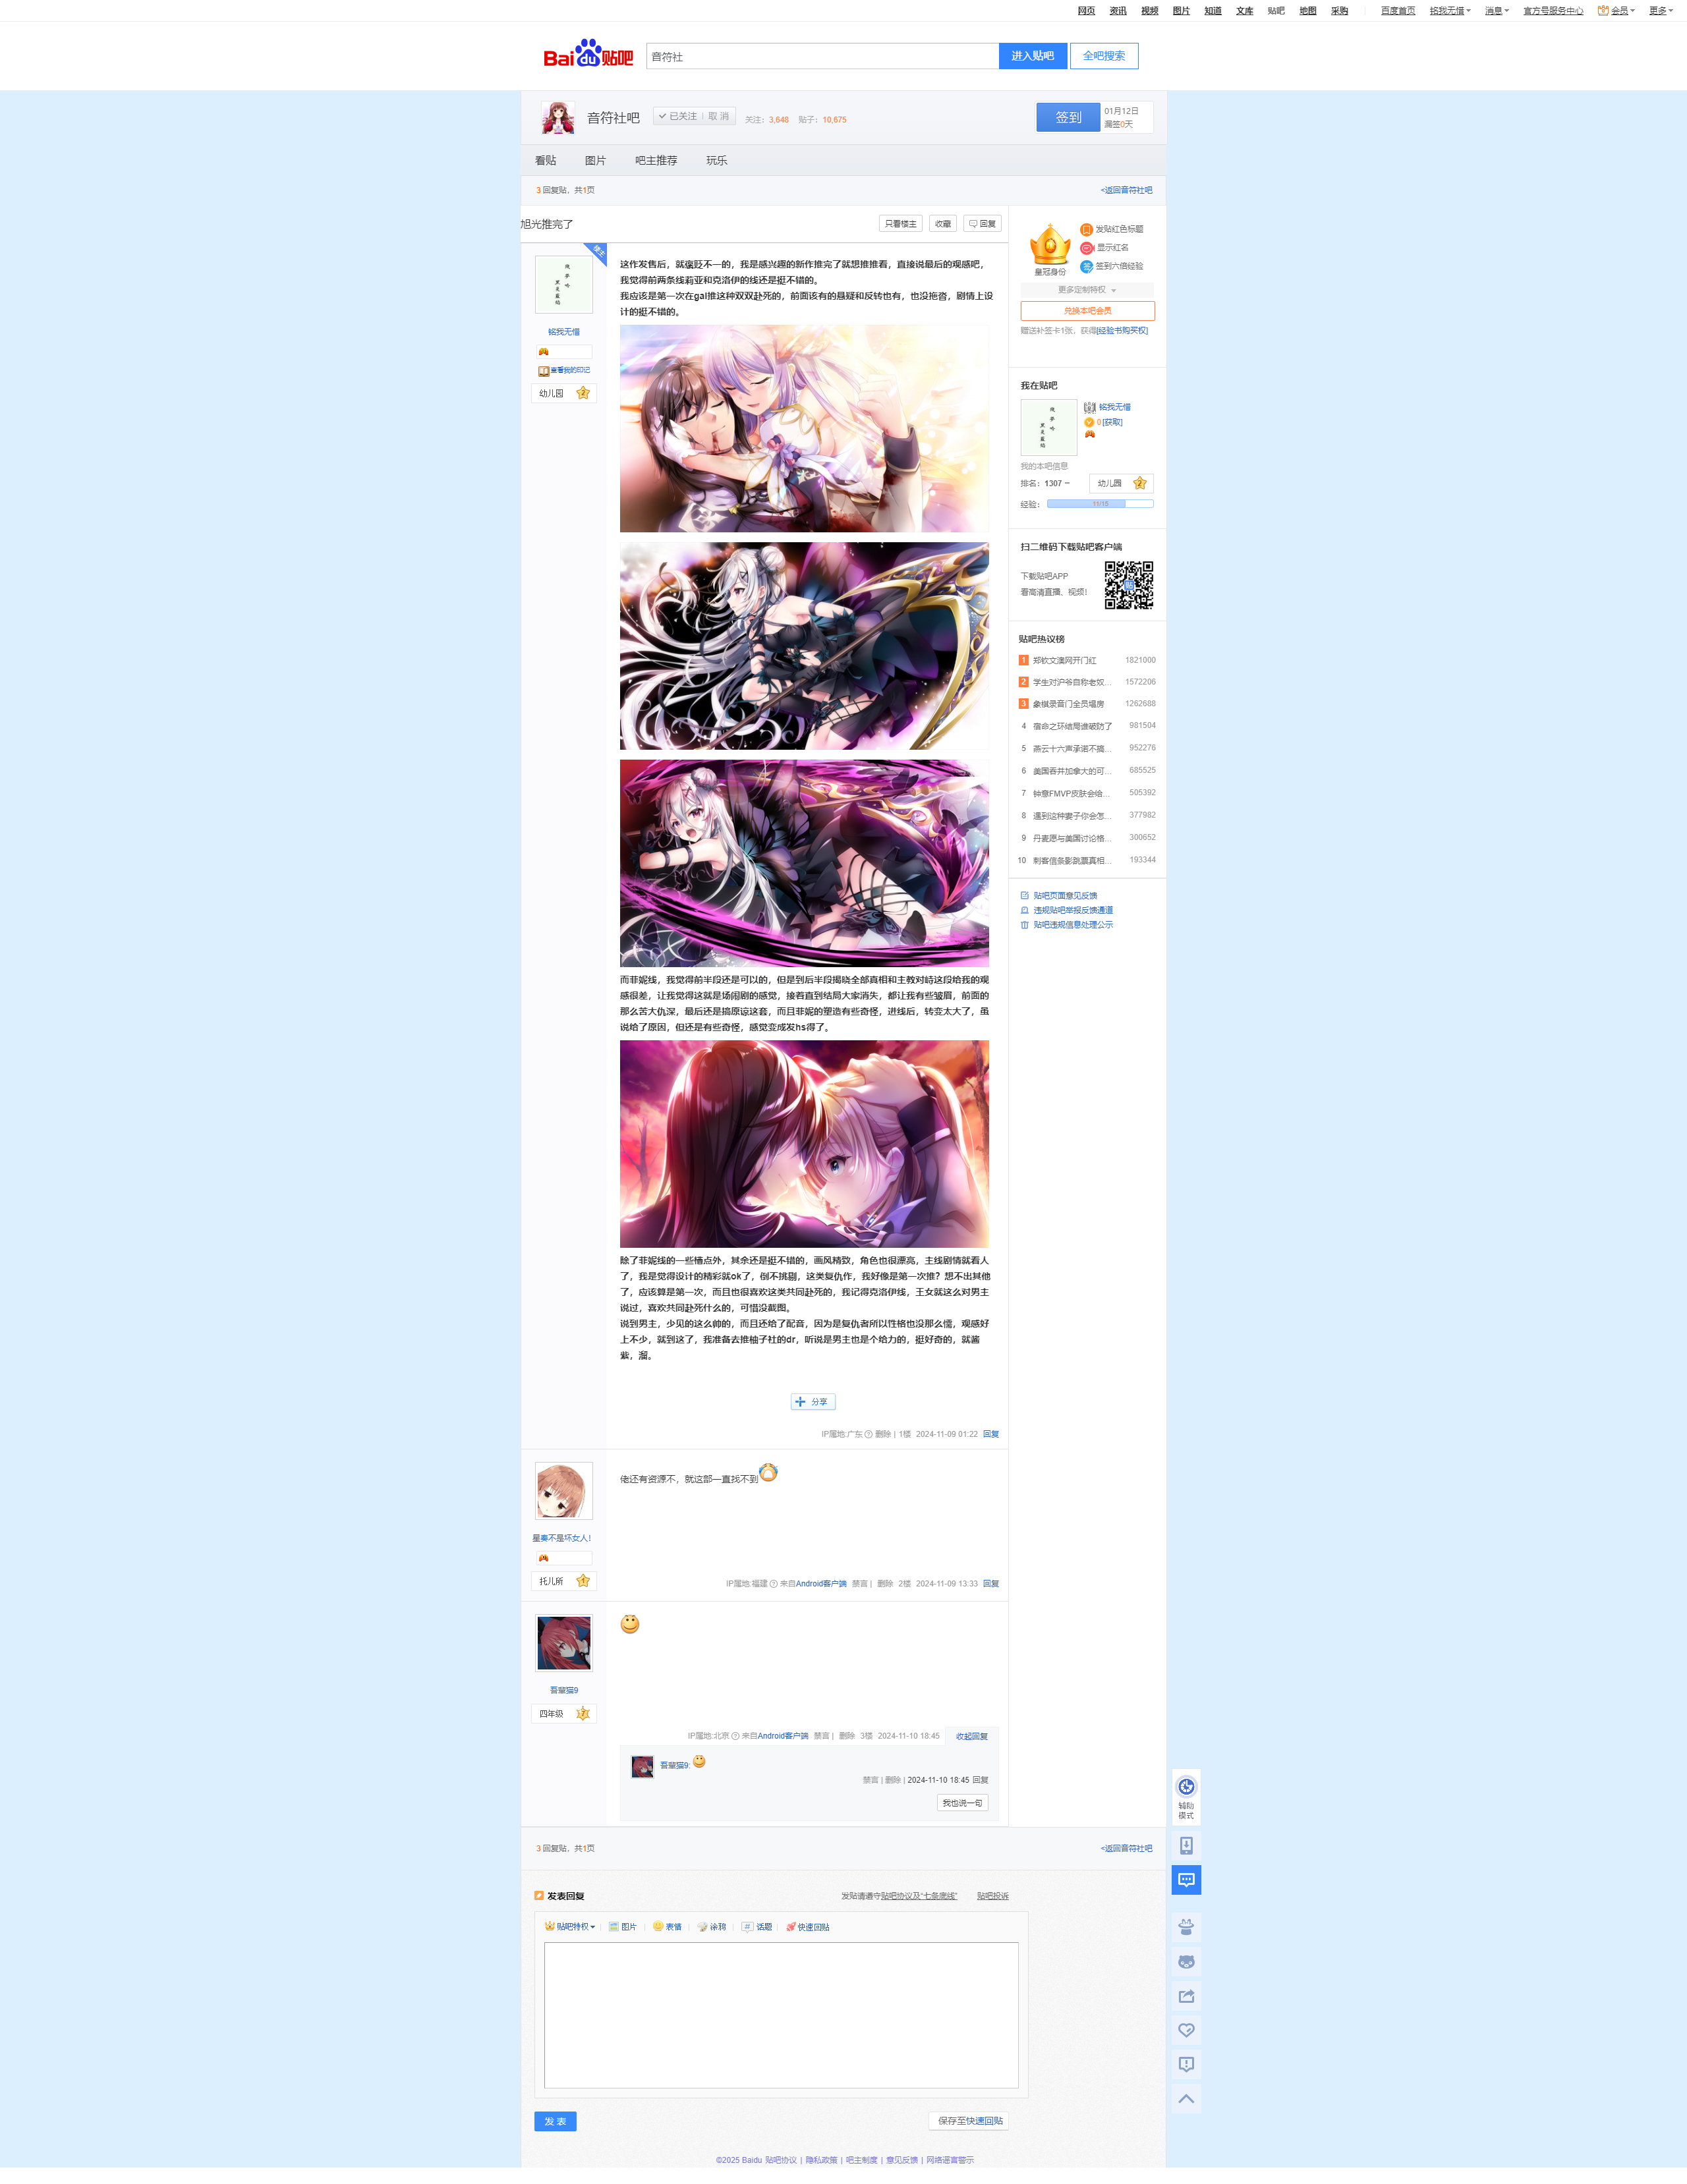 网页 资讯 视频 图片 知道 文库 贴吧 地图 采购 百度首页 铭我无惜 消息 官方号服务中心 会员 更多
Bai du 贴吧 音符社 进入贴吧 全吧搜索
音符社吧 已关注 | 取 消 关注：3,648 贴子：10,675 签到 01月12日
漏签0天
看贴 图片 吧主推荐 玩乐
3 回复贴，共1页 <返回音符社吧
旭光推完了 只看楼主 收藏 回复
楼主
铭我无惜
查看我的印记
幼儿园 2
这作发售后，就褒贬不一的，我是感兴趣的新作推完了就想推推看，直接说最后的观感吧，
我觉得前两条线莉亚和克洛伊的线还是挺不错的。
我应该是第一次在gal推这种双双赴死的，前面该有的悬疑和反转也有，也没拖沓，剧情上设
计的挺不错的。
而菲妮线，我觉得前半段还是可以的，但是到后半段揭晓全部真相和主教对峙这段给我的观
感很差，让我觉得这就是场闹剧的感觉，接着直到结局大家消失，都让我有些皱眉，前面的
那么苦大仇深，最后还是搞原谅这套，而且菲妮的塑造有些奇怪，进线后，转变太大了，虽
说给了原因，但还是有些奇怪，感觉变成发hs得了。
除了菲妮线的一些槽点外，其余还是挺不错的，画风精致，角色也很漂亮，主线剧情就看人
了，我是觉得设计的精彩就ok了，倒不挑剔，这类复仇作，我好像是第一次推？想不出其他
了，应该算是第一次，而且也很喜欢这类共同赴死的，我记得克洛伊线，王女就这么对男主
说过，喜欢共同赴死什么的，可惜没截图。
说到男主，少见的这么帅的，而且还给了配音，因为是复仇者所以性格也没那么懦，观感好
上不少，就到这了，我准备去推柚子社的dr，听说是男主也是个给力的，挺好奇的，就酱
紫，溜。
分享
IP属地:广东 删除 | 1楼 2024-11-09 01:22 回复
星奏不是坏女人!
托儿所 1
佬还有资源不，就这部一直找不到
IP属地:福建 来自Android客户端 禁言 | 删除 2楼 2024-11-09 13:33 回复
吾辈猫9
四年级 7
IP属地:北京 来自Android客户端 禁言 | 删除 3楼 2024-11-10 18:45 收起回复
吾辈猫9:
禁言 | 删除 | 2024-11-10 18:45 回复
我也说一句
皇冠身份
发贴红色标题
显示红名
签到六倍经验
更多定制特权
兑换本吧会员
赠送补签卡1张，获得[经验书购买权]
我在贴吧
铭我无惜
0[获取]
我的本吧信息
排名：1307 幼儿园 2
经验：
扫二维码下载贴吧客户端
下载贴吧APP
看高清直播、视频！
贴吧热议榜
1 郑钦文澳网开门红 1821000
2 学生对沪爷自称老奴... 1572206
3 象棋录音门全员塌房 1262688
4 宿命之环结局谁破防了 981504
5 燕云十六声承诺不搞... 952276
6 美国吞并加拿大的可... 685525
7 钟意FMVP皮肤会给... 505392
8 遇到这种妻子你会怎... 377982
9 丹麦愿与美国讨论格... 300652
10 刺客信条影跳票真相... 193344
贴吧页面意见反馈
违规贴吧举报反馈通道
贴吧违规信息处理公示
辅助
模式
3 回复贴，共1页 <返回音符社吧
发表回复 发贴请遵守贴吧协议及“七条底线” 贴吧投诉
贴吧特权 图片 表情 涂鸦 话题 快速回贴
发 表 保存至快速回贴
©2025 Baidu 贴吧协议 | 隐私政策 | 吧主制度 | 意见反馈 | 网络谣言警示